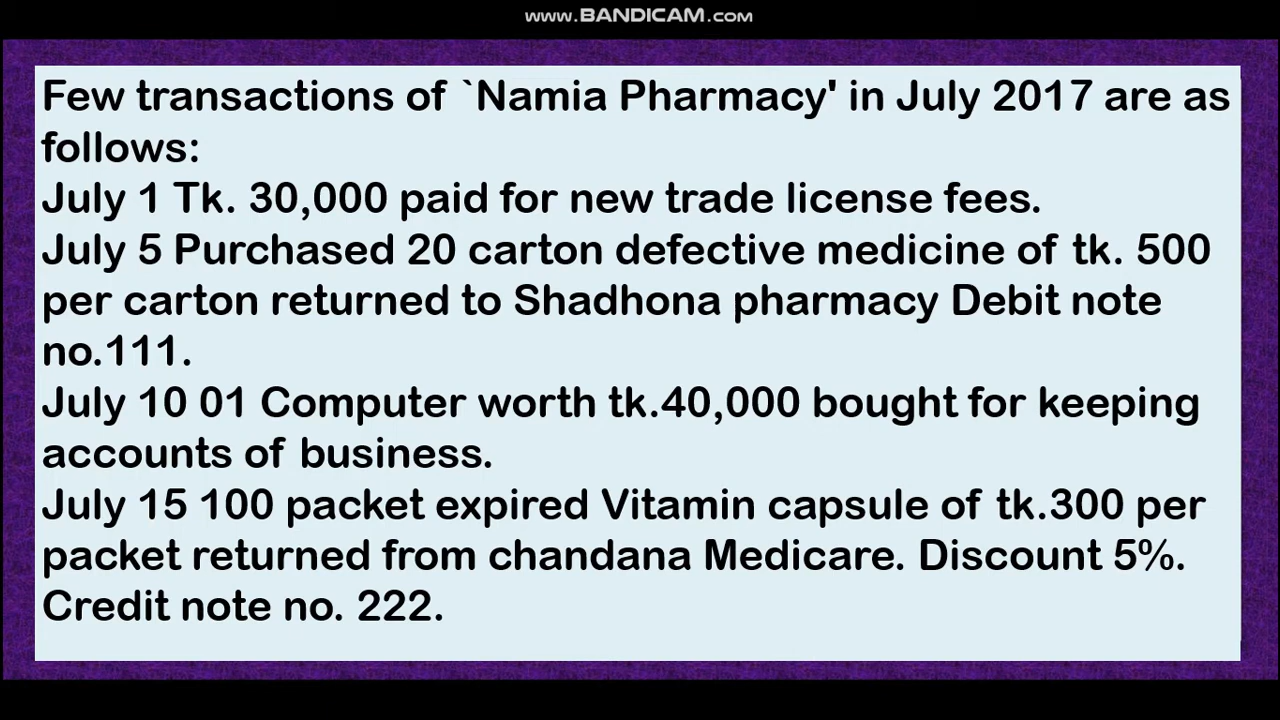 www.BANDICAM.com
Few transactions of `Namia Pharmacy' in July 2017 are as
follows:
July 1 Tk. 30,000 paid for new trade license fees.
July 5 Purchased 20 carton defective medicine of tk. 500
per carton returned to Shadhona pharmacy Debit note
no.111.
July 10 01 Computer worth tk.40,000 bought for keeping
accounts of business.
July 15 100 packet expired Vitamin capsule of tk.300 per
packet returned from chandana Medicare. Discount 5%.
Credit note no. 222.